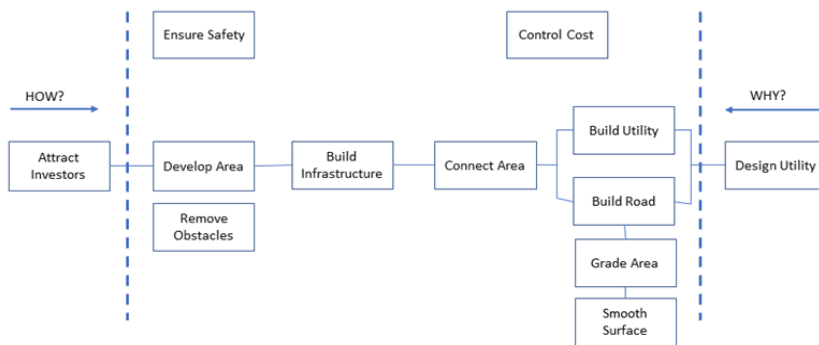 Ensure Safety
Control Cost
HOW?
WHY?
Attract
Investors
Develop Area
Build
Infrastructure
Connect Area
Build Utility
Design Utility
Remove
Obstacles
Build Road
Grade Area
Smooth
Surface